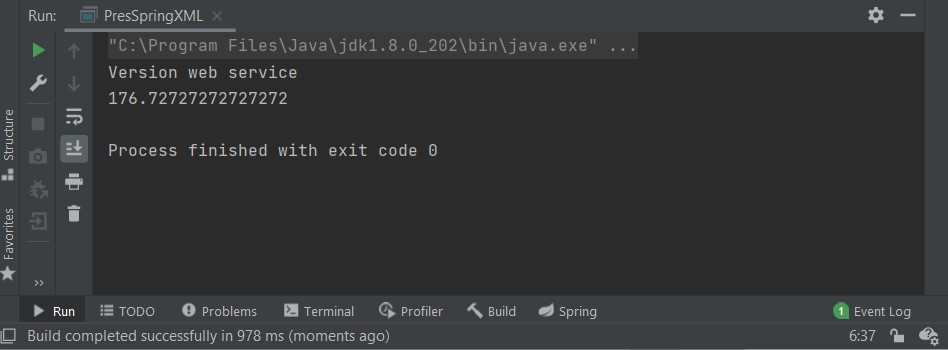 Run: PresSpringXML
"C:\Program Files\Java\jdk1.8.0_202\bin\java.exe" ...
Version web service
176.72727272727272
Process finished with exit code 0
Structure
Favorites
Run TODO Problems Terminal Profiler Build Spring 1 Event Log
Build completed successfully in 978 ms (moments ago) 6:37